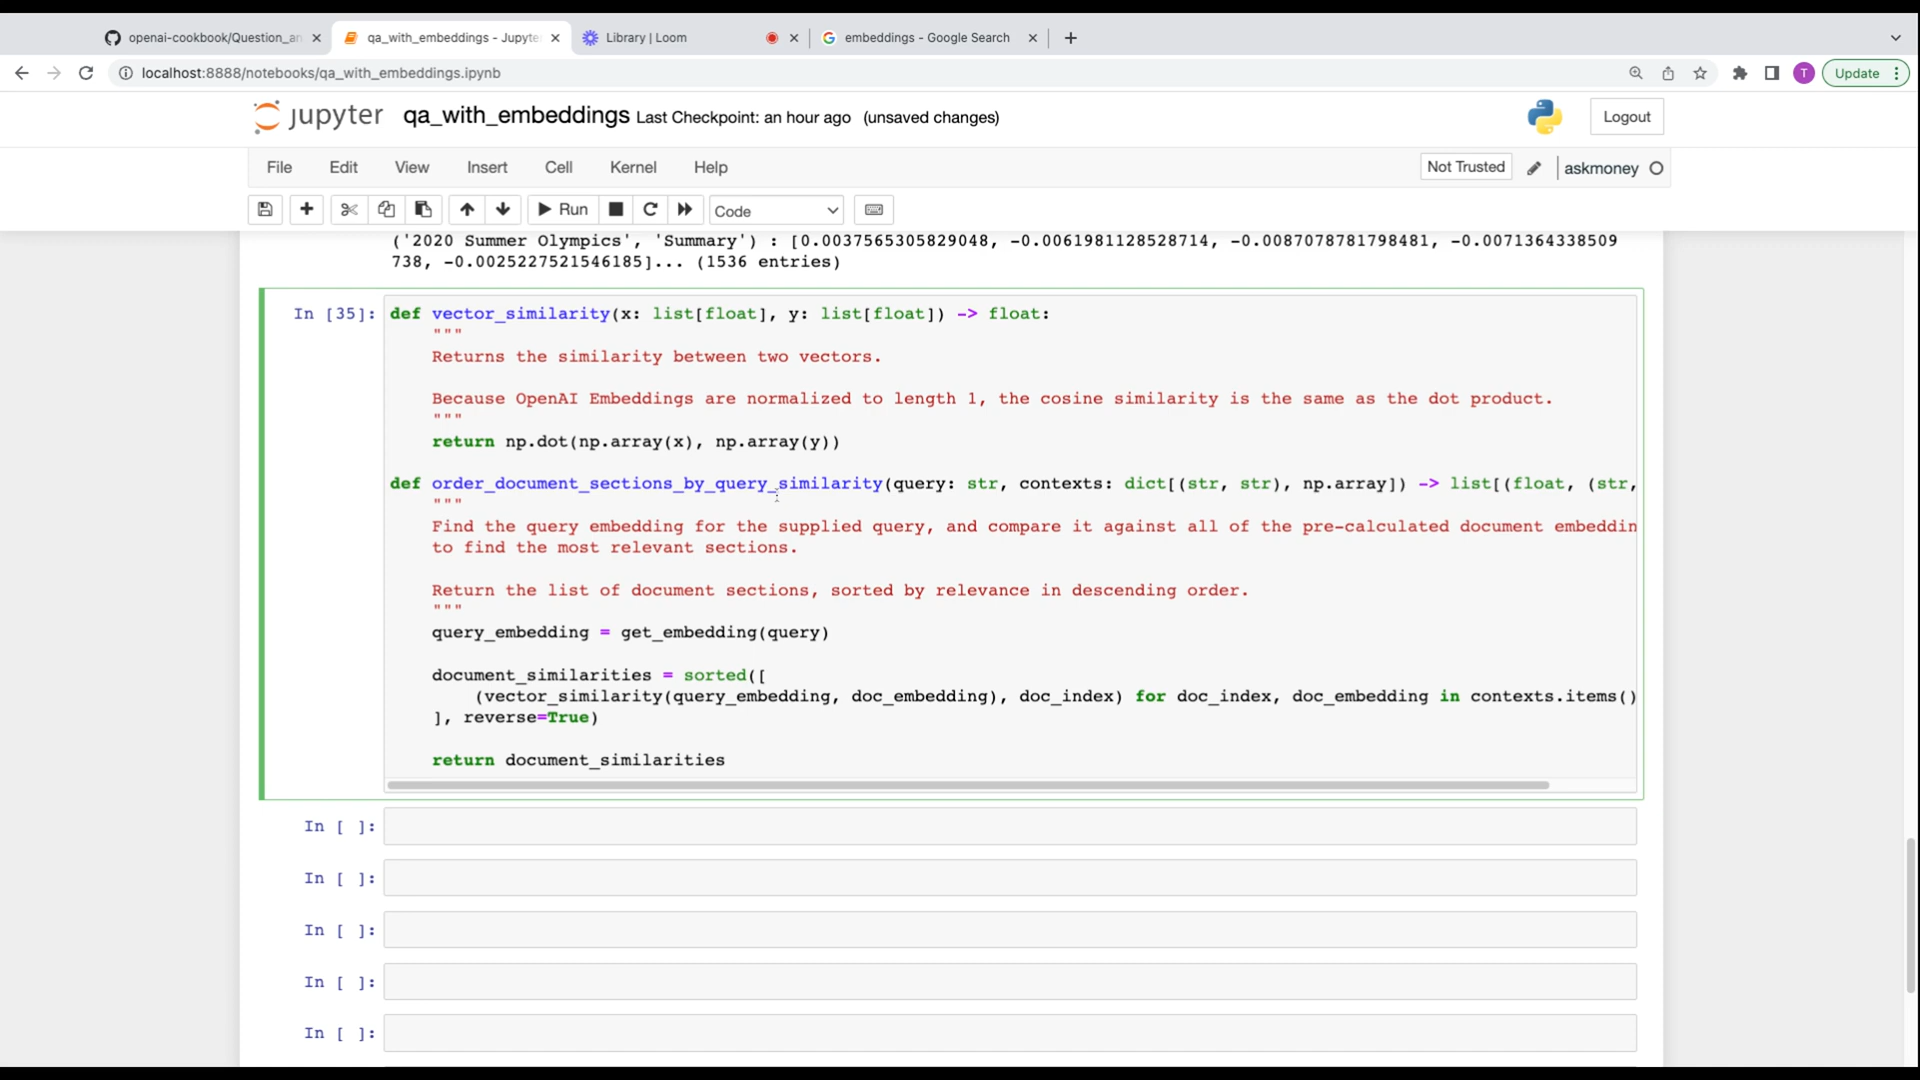 openai-cookbook/Question_an
qa_with_embeddings - Jupyte
Library | Loom
embeddings - Google Search
localhost:8888/notebooks/qa_with_embeddings.ipynb
T
Update
jupyter qa_with_embeddings Last Checkpoint: an hour ago (unsaved changes)
Logout
File Edit View Insert Cell Kernel Help
Not Trusted
askmoney
Run
Code
('2020 Summer Olympics', 'Summary') : [0.0037565305829048, -0.0061981128528714, -0.0087078781798481, -0.0071364338509
738, -0.0025227521546185]... (1536 entries)
In [35]: def vector_similarity(x: list[float], y: list[float]) -> float:
"""
Returns the similarity between two vectors.
Because OpenAI Embeddings are normalized to length 1, the cosine similarity is the same as the dot product.
"""
return np.dot(np.array(x), np.array(y))
def order_document_sections_by_query_similarity(query: str, contexts: dict[(str, str), np.array]) -> list[(float, (str,
"""
Find the query embedding for the supplied query, and compare it against all of the pre-calculated document embeddin
to find the most relevant sections.
Return the list of document sections, sorted by relevance in descending order.
"""
query_embedding = get_embedding(query)
document_similarities = sorted([
(vector_similarity(query_embedding, doc_embedding), doc_index) for doc_index, doc_embedding in contexts.items()
], reverse=True)
return document_similarities
In [ ]:
In [ ]:
In [ ]:
In [ ]:
In [ ]: